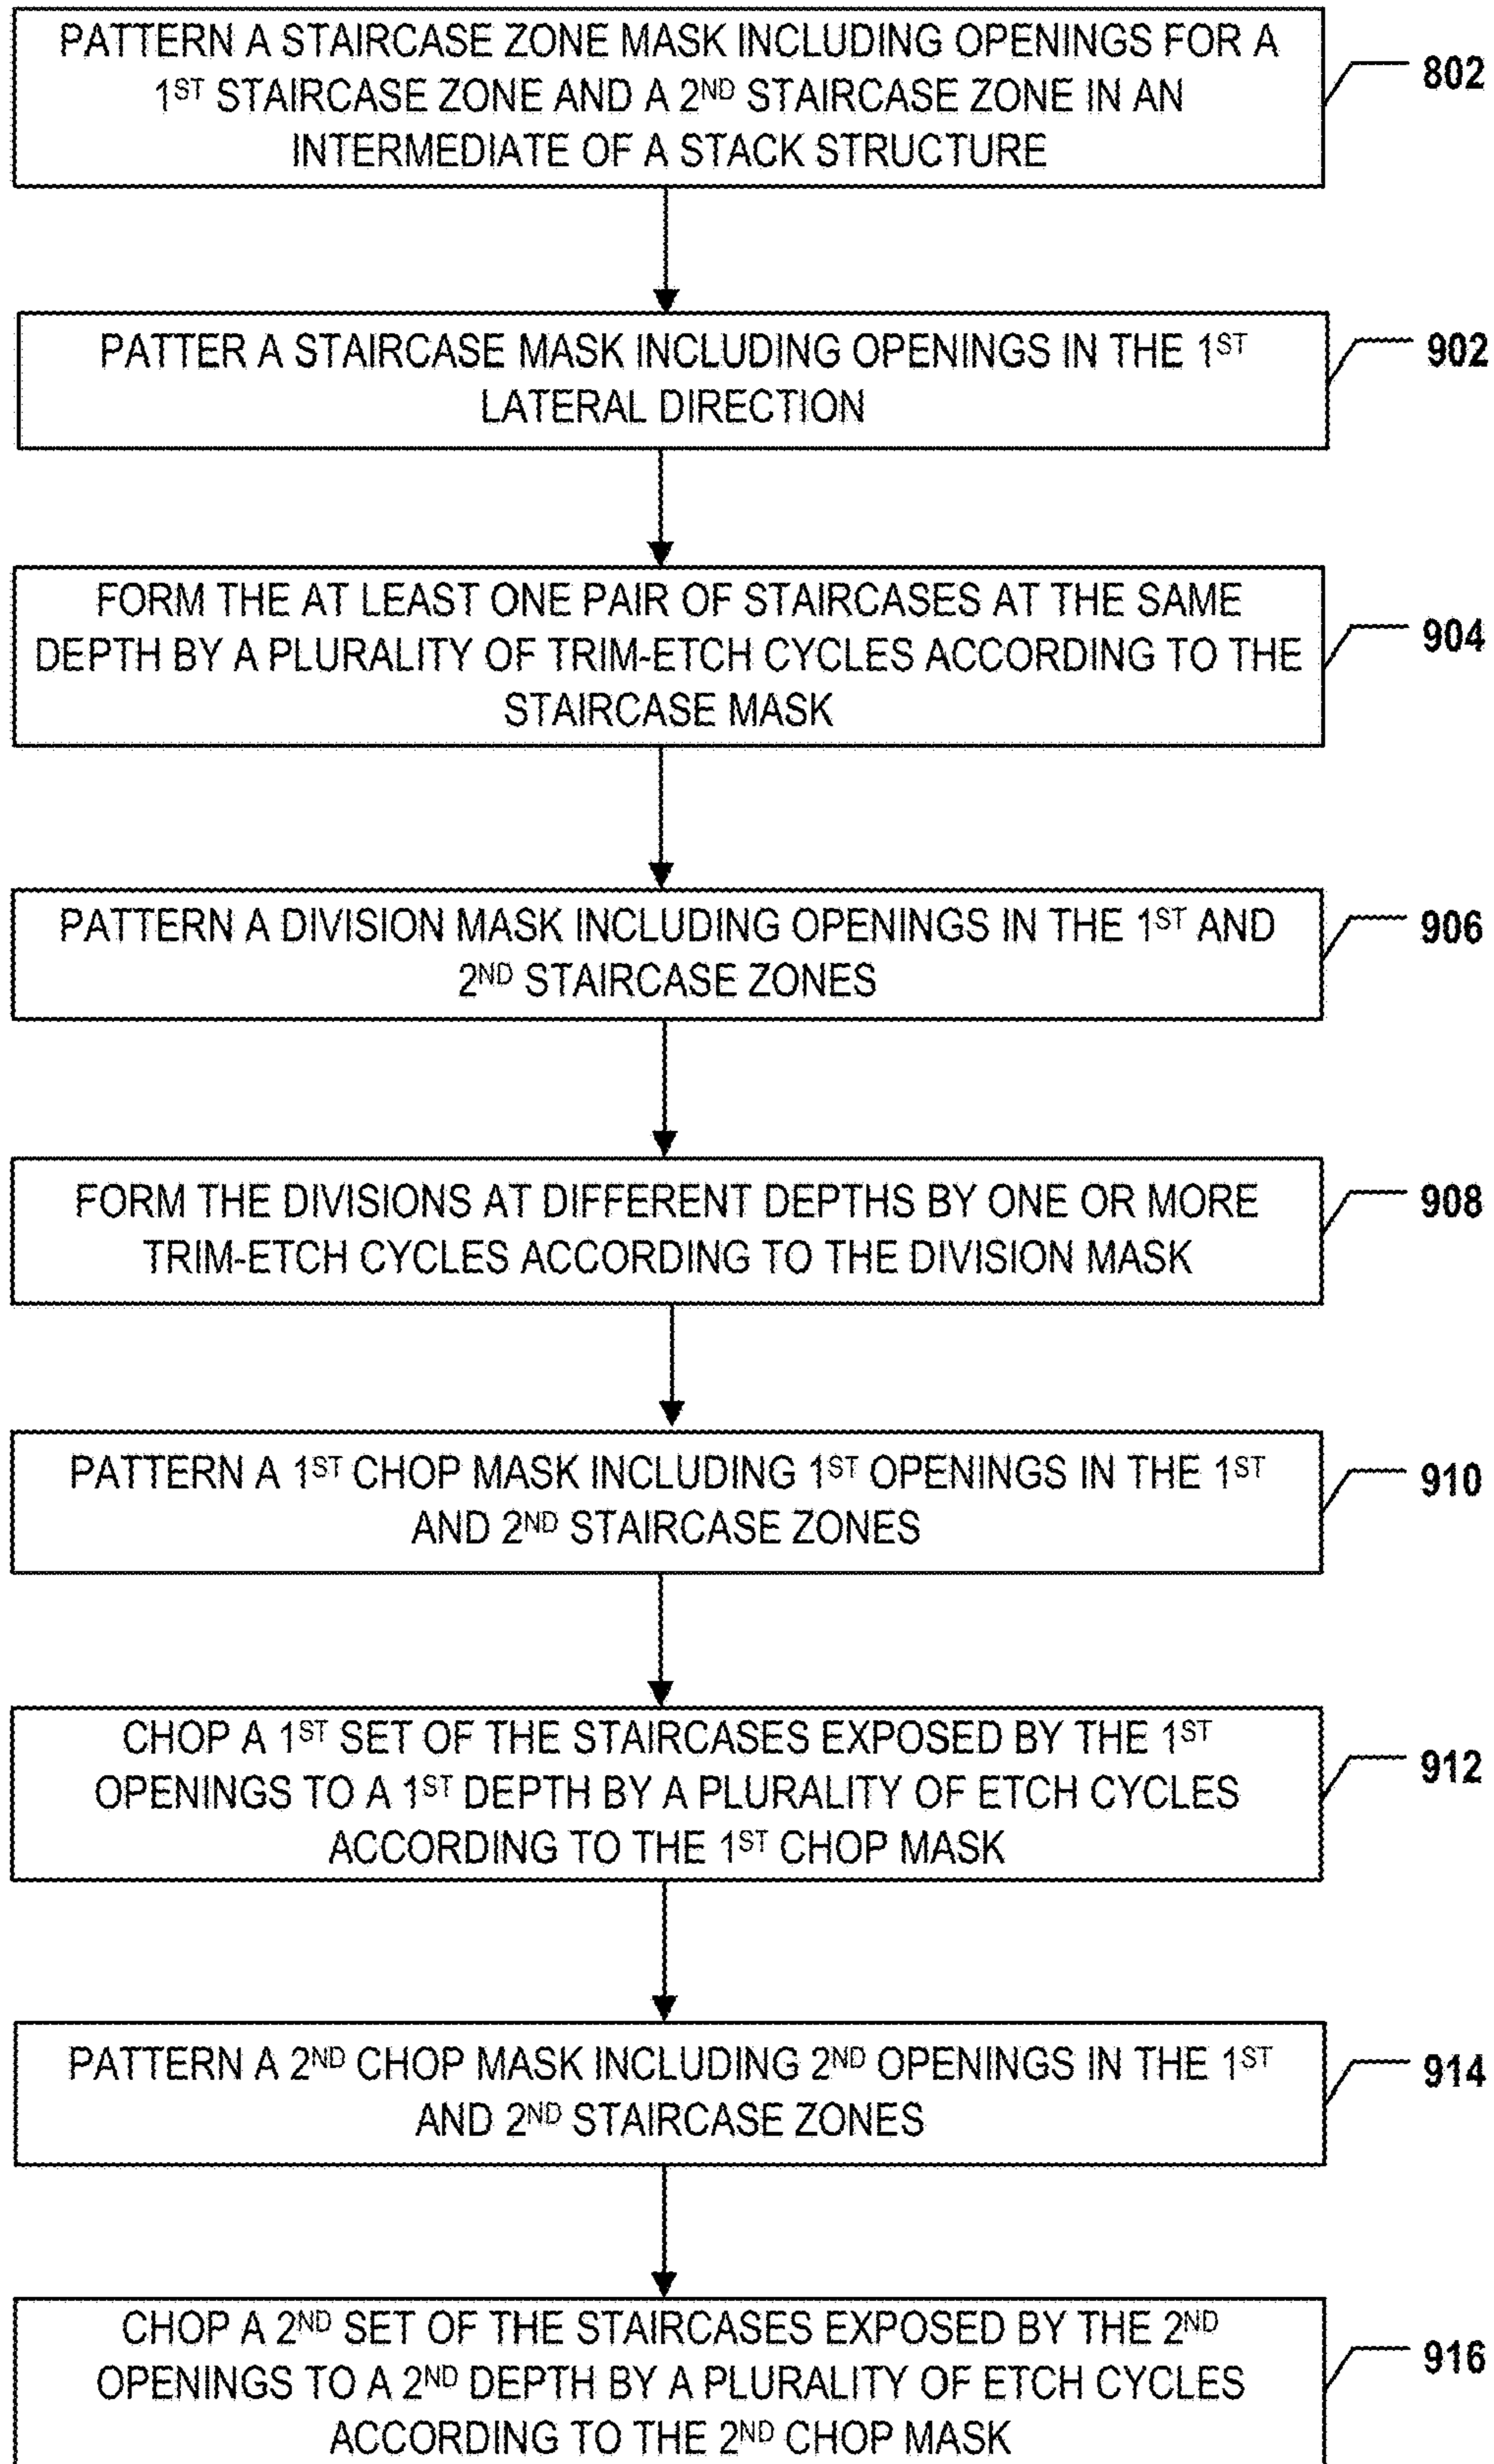 PATTERN A STAIRCASE ZONE MASK INCLUDING OPENINGS FOR A
1ST STAIRCASE ZONE AND A 2ND STAIRCASE ZONE IN AN
INTERMEDIATE OF A STACK STRUCTURE
802
PATTER A STAIRCASE MASK INCLUDING OPENINGS IN THE 1ST
LATERAL DIRECTION
902
FORM THE AT LEAST ONE PAIR OF STAIRCASES AT THE SAME
DEPTH BY A PLURALITY OF TRIM-ETCH CYCLES ACCORDING TO THE
STAIRCASE MASK
904
PATTERN A DIVISION MASK INCLUDING OPENINGS IN THE 1ST AND
2ND STAIRCASE ZONES
906
FORM THE DIVISIONS AT DIFFERENT DEPTHS BY ONE OR MORE
TRIM-ETCH CYCLES ACCORDING TO THE DIVISION MASK
908
PATTERN A 1ST CHOP MASK INCLUDING 1ST OPENINGS IN THE 1ST
AND 2ND STAIRCASE ZONES
910
CHOP A 1ST SET OF THE STAIRCASES EXPOSED BY THE 1ST
OPENINGS TO A 1ST DEPTH BY A PLURALITY OF ETCH CYCLES
ACCORDING TO THE 1ST CHOP MASK
912
PATTERN A 2ND CHOP MASK INCLUDING 2ND OPENINGS IN THE 1ST
AND 2ND STAIRCASE ZONES
914
CHOP A 2ND SET OF THE STAIRCASES EXPOSED BY THE 2ND
OPENINGS TO A 2ND DEPTH BY A PLURALITY OF ETCH CYCLES
ACCORDING TO THE 2ND CHOP MASK
916